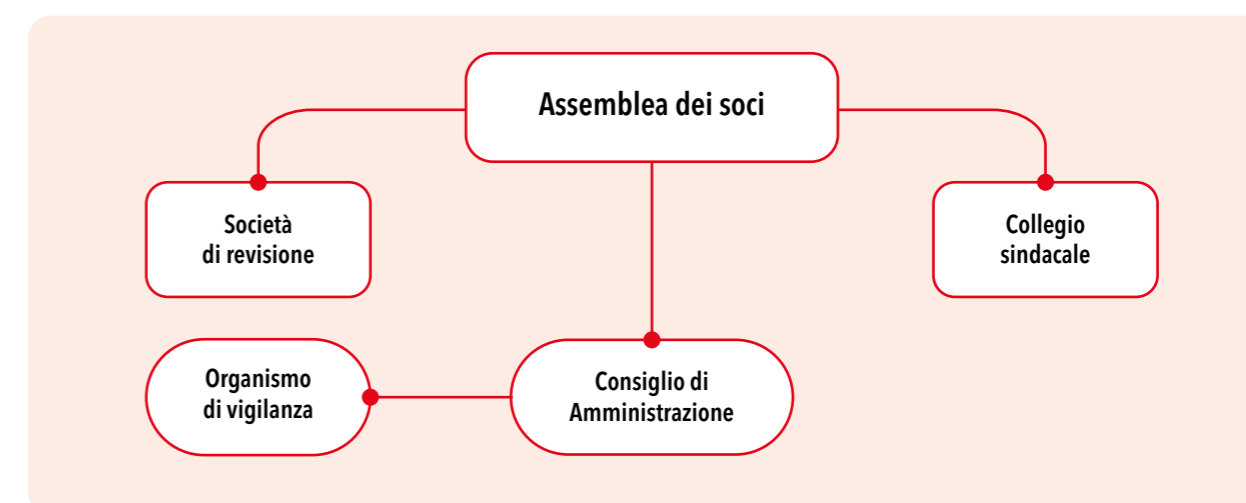 Assemblea dei soci
Società
di revisione
Collegio
sindacale
Organismo
di vigilanza
Consiglio di
Amministrazione